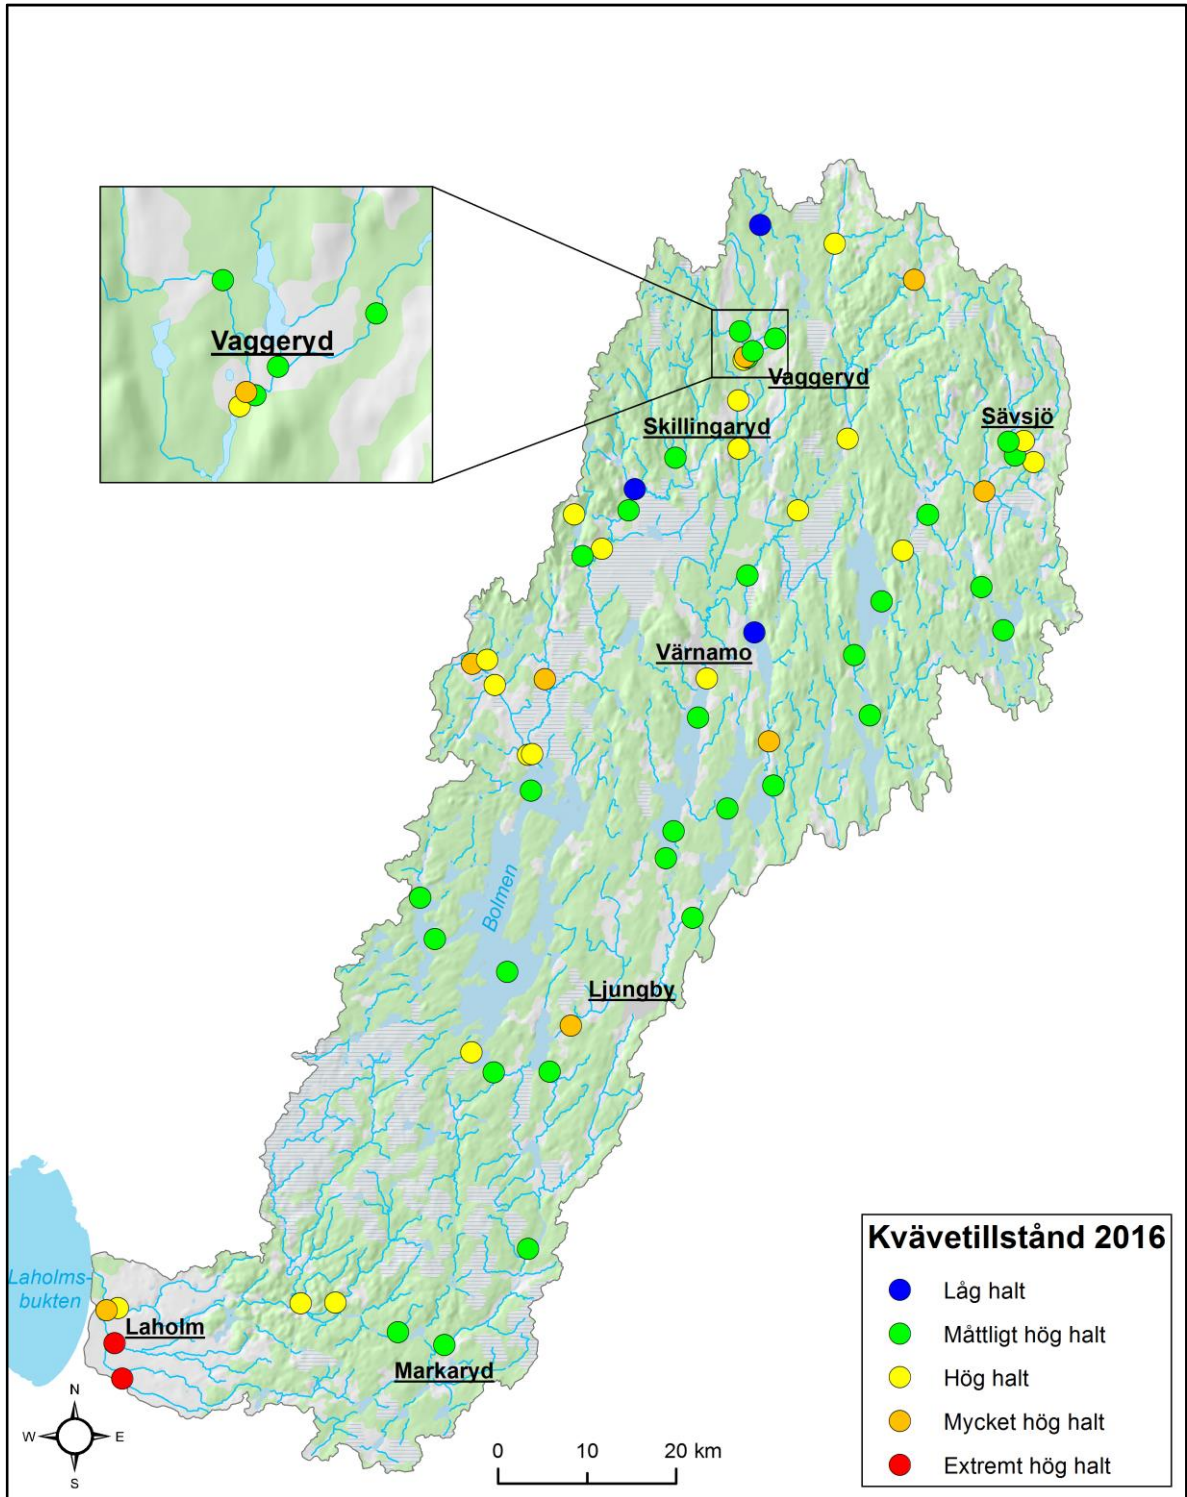 Vaggeryd
Vaggeryd
Skillingaryd
Sävsjö
Värnamo
Bolmen
Ljungby
Laholms-
bukten
Laholm
Markaryd
N
W
E
S
0 10 20 km
Kvävetillstånd 2016
Låg halt
Måttligt hög halt
Hög halt
Mycket hög halt
Extremt hög halt